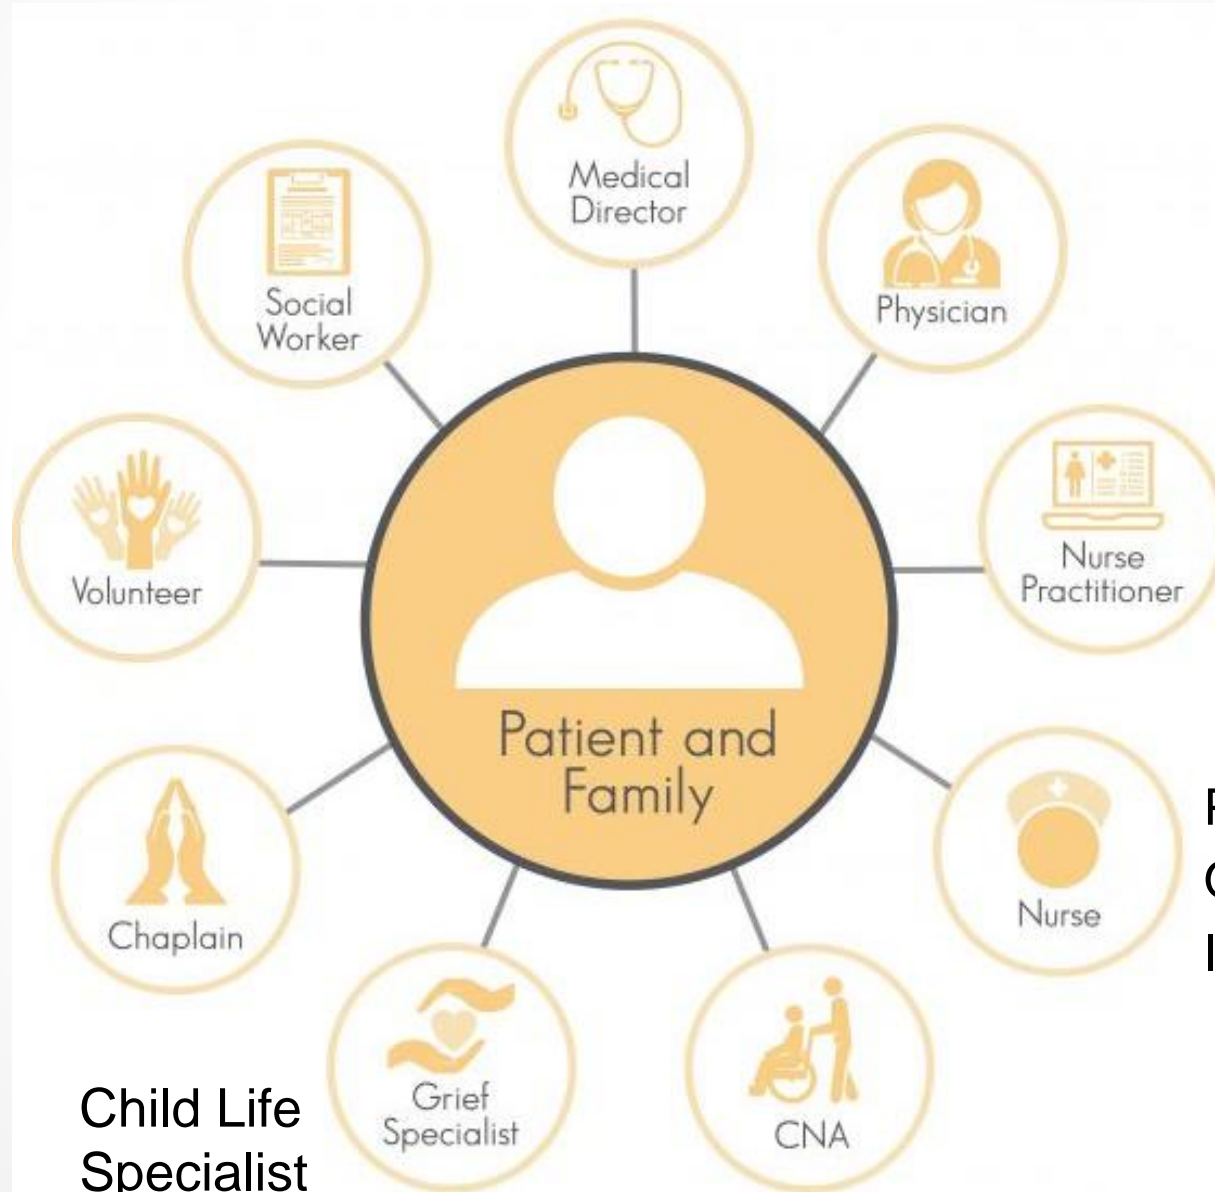 Medical
Director
Physician
Nurse
Practitioner
Nurse
CNA
Grief
Specialist
Chaplain
Volunteer
Social
Worker
Patient and
Family
Child Life
Specialist